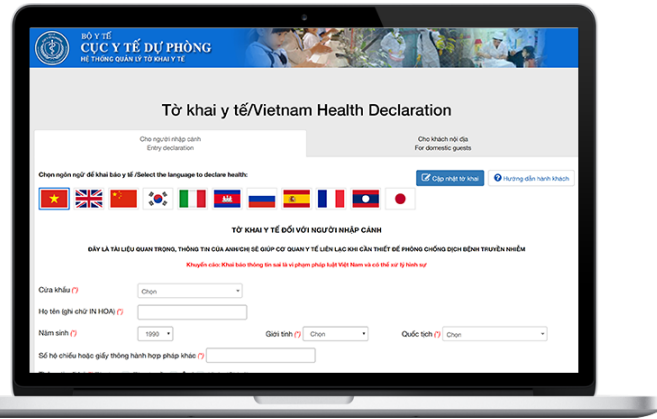 BỘ Y TẾ
CỤC Y TẾ DỰ PHÒNG
HỆ THỐNG QUẢN LÝ TỜ KHAI Y TẾ
Tờ khai y tế/Vietnam Health Declaration
Cho người nhập cảnh
Entry declaration
Cho khách nội địa
For domestic guests
Chọn ngôn ngữ để khai báo y tế /Select the language to declare health:
Cập nhật tờ khai
Hướng dẫn hành khách
TỜ KHAI Y TẾ ĐỐI VỚI NGƯỜI NHẬP CẢNH
ĐÂY LÀ TÀI LIỆU QUAN TRỌNG, THÔNG TIN CỦA ANH/CHỊ SẼ GIÚP CƠ QUAN Y TẾ LIÊN LẠC KHI CẦN THIẾT ĐỂ PHÒNG CHỐNG DỊCH BỆNH TRUYỀN NHIỄM
Khuyến cáo: Khai báo thông tin sai là vi phạm pháp luật Việt Nam và có thể xử lý hình sự
Cửa khẩu (*) Chọn
Họ tên (ghi chữ IN HOA) (*)
Năm sinh (*) 1990 Giới tính (*) Chọn Quốc tịch (*) Chọn
Số hộ chiếu hoặc giấy thông hành hợp pháp khác (*)